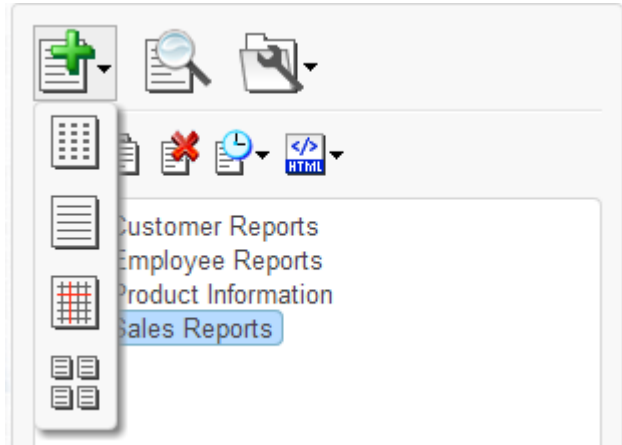 </>
HTML
Customer Reports
Employee Reports
Product Information
Sales Reports